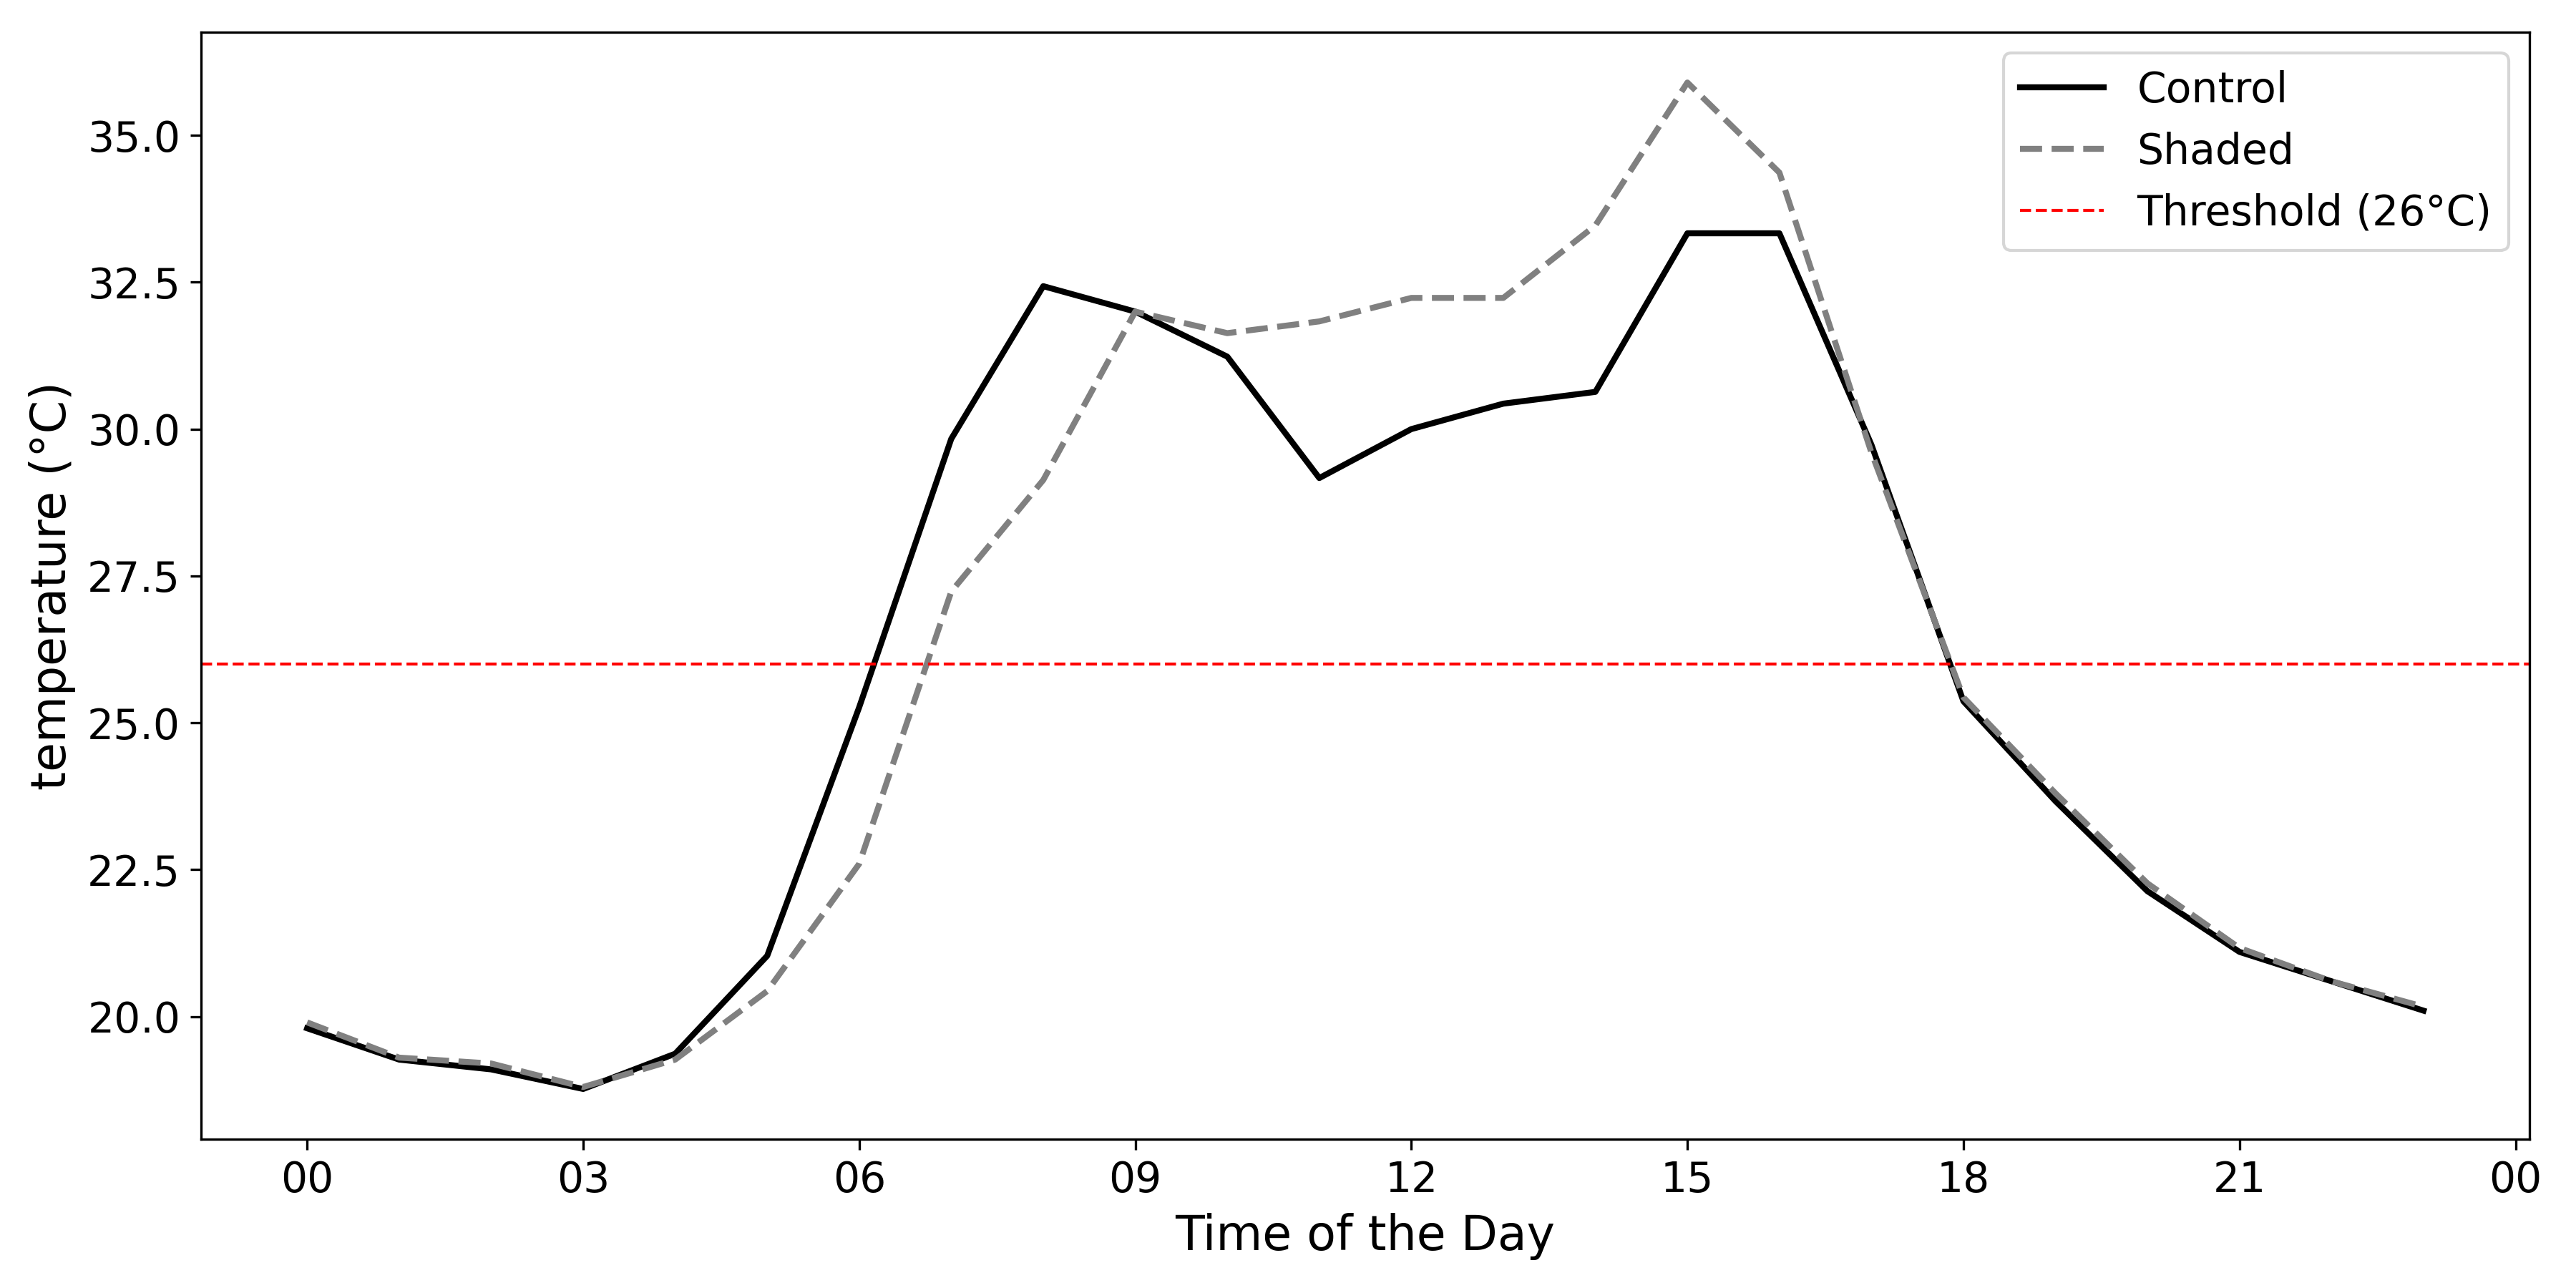 Control
Shaded
Threshold (26°C)
temperature (°C)
35.0
32.5
30.0
27.5
25.0
22.5
20.0
00 03 06 09 12 15 18 21 00
Time of the Day